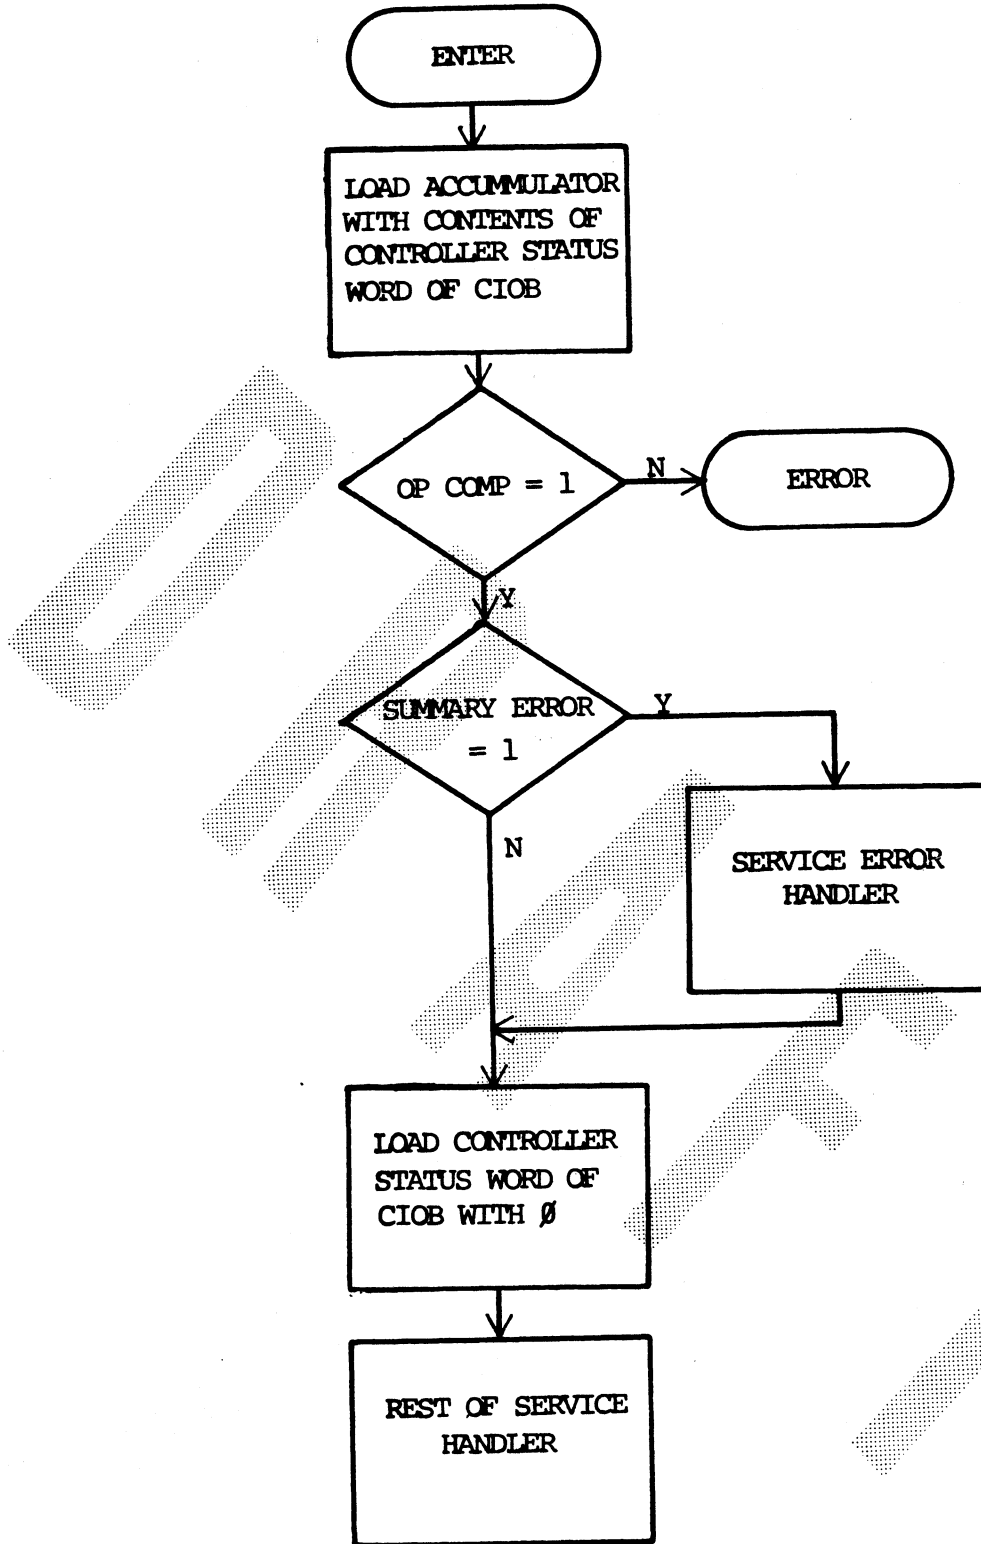 ENTER
LOAD ACCUMMULATOR
WITH CONTENTS OF
CONTROLLER STATUS
WORD OF CIOB
OP COMP = 1
N
ERROR
Y
SUMMARY ERROR
= 1
Y
N
SERVICE ERROR
HANDLER
LOAD CONTROLLER
STATUS WORD OF
CIOB WITH Ø
REST OF SERVICE
HANDLER
DRAFT